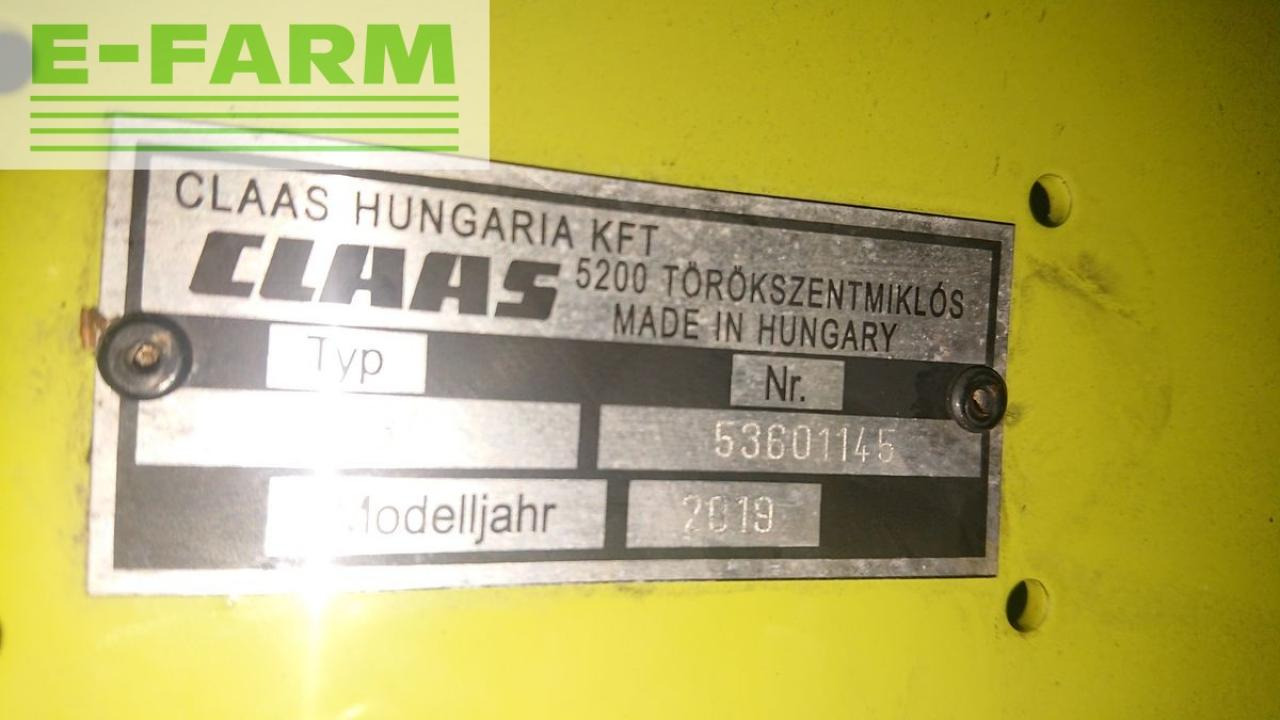 E-FARM
CLAAS HUNGARIA KFT
CLAAS 5200 TÖRÖKSZENTMIKLÓS
MADE IN HUNGARY
Typ Nr.
53601145
Modelljahr 2019